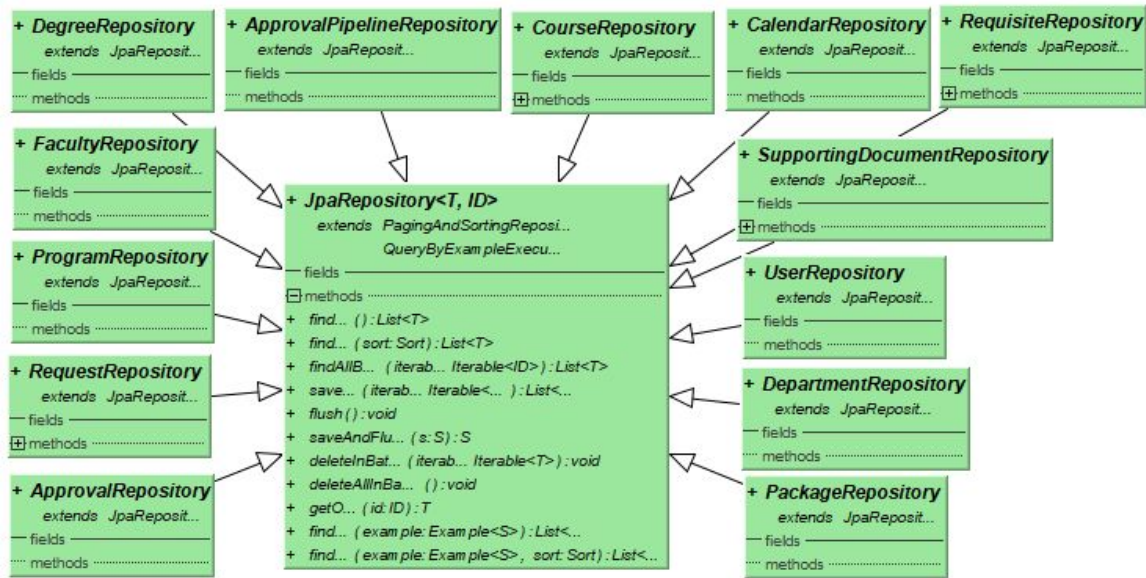 + DegreeRepository
extends JpaReposit...
fields
methods
+ ApprovalPipelineRepository
extends JpaReposit...
fields
methods
+ CourseRepository
extends JpaReposit...
fields
methods
+ CalendarRepository
extends JpaReposit...
fields
methods
+ RequisiteRepository
extends JpaReposit...
fields
methods
+ FacultyRepository
extends JpaReposit...
fields
methods
+ SupportingDocumentRepository
extends JpaReposit...
fields
methods
+ JpaRepository<T, ID>
extends PagingAndSortingReposi...
QueryByExampleExecu...
fields
methods
+ find... () : List<T>
+ find... (sort: Sort) : List<T>
+ findAllB... (iterab... Iterable<ID>) : List<T>
+ save... (iterab... Iterable<... ) : List<...
+ flush() : void
+ saveAndFlu... (s: S) : S
+ deleteInBat... (iterab... Iterable<T>) : void
+ deleteAllInBa... () : void
+ getO... (id: ID) : T
+ find... (example: Example<S>) : List<...
+ find... (example: Example<S>, sort: Sort) : List<...
+ ProgramRepository
extends JpaReposit...
fields
methods
+ UserRepository
extends JpaReposit...
fields
methods
+ RequestRepository
extends JpaReposit...
fields
methods
+ DepartmentRepository
extends JpaReposit...
fields
methods
+ ApprovalRepository
extends JpaReposit...
fields
methods
+ PackageRepository
extends JpaReposit...
fields
methods